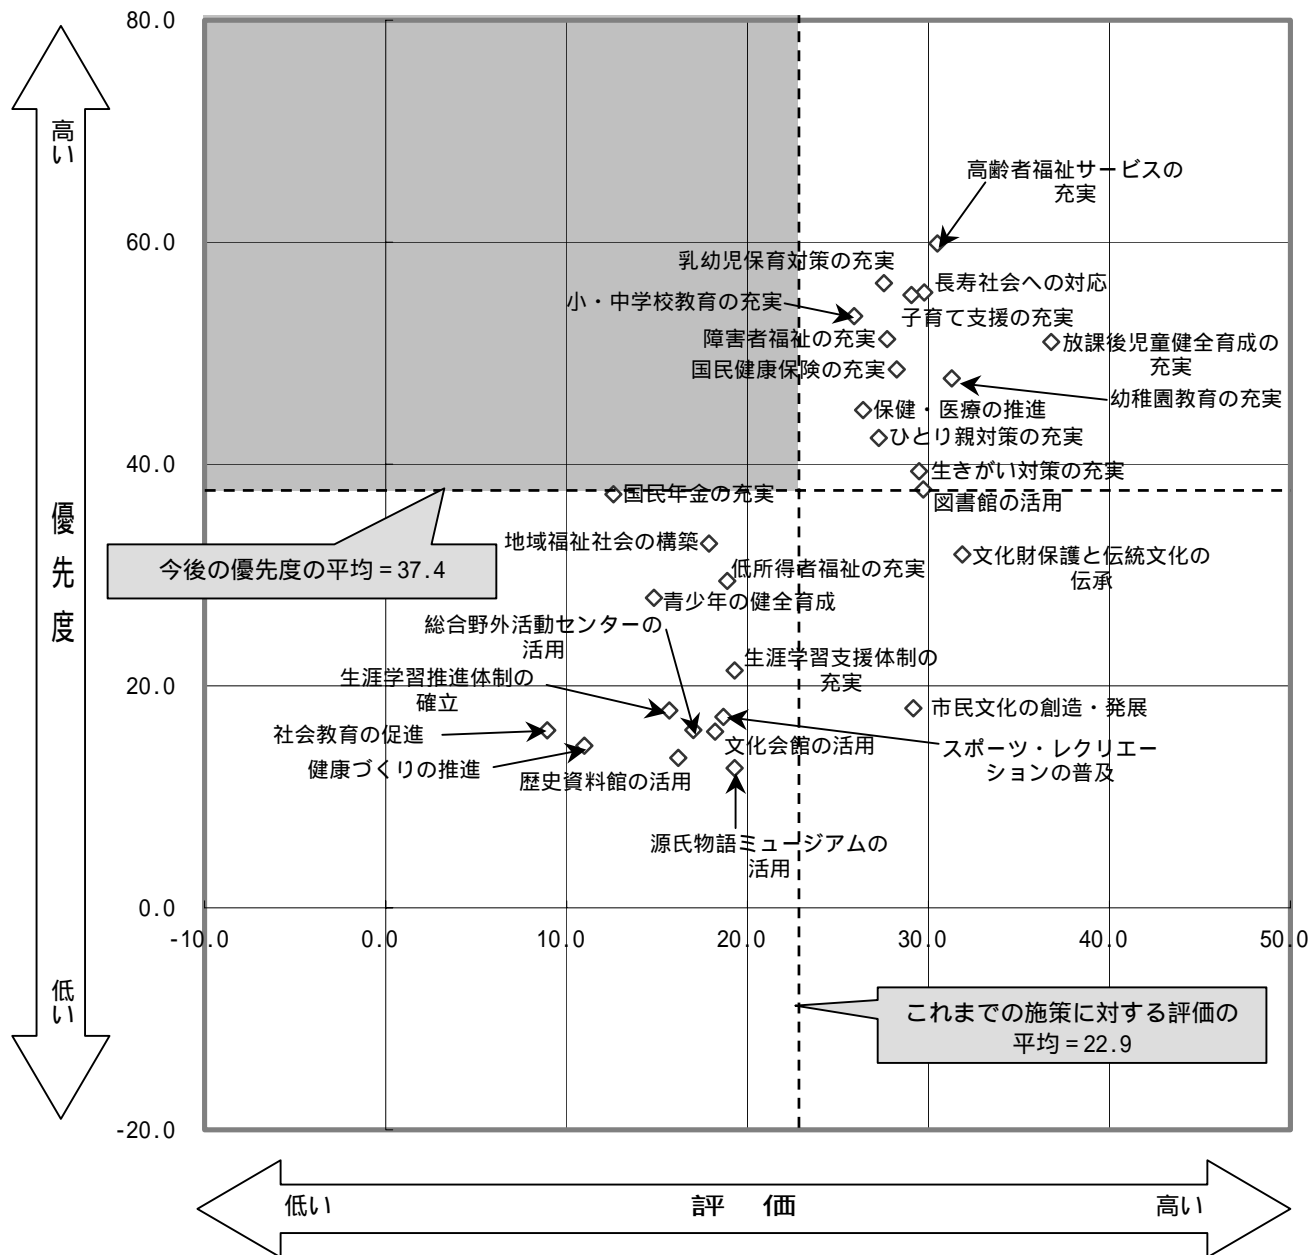 80.0
高い
高齢者福祉サービスの
充実
60.0
乳幼児保育対策の充実
長寿社会への対応
小・中学校教育の充実
子育て支援の充実
障害者福祉の充実
放課後児童健全育成の
充実
国民健康保険の充実
幼稚園教育の充実
保健・医療の推進
ひとり親対策の充実
40.0
生きがい対策の充実
国民年金の充実
図書館の活用
優先度
地域福祉社会の構築
文化財保護と伝統文化の
伝承
今後の優先度の平均=37.4
低所得者福祉の充実
青少年の健全育成
総合野外活動センターの
活用
生涯学習支援体制の
充実
生涯学習推進体制の
確立
20.0
市民文化の創造・発展
社会教育の促進
文化会館の活用
スポーツ・レクリエー
ションの普及
健康づくりの推進
歴史資料館の活用
源氏物語ミュージアムの
活用
0.0
-10.0
0.0
10.0
20.0
30.0
40.0
50.0
低い
これまでの施策に対する評価の
平均=22.9
-20.0
低い
評 価
高い